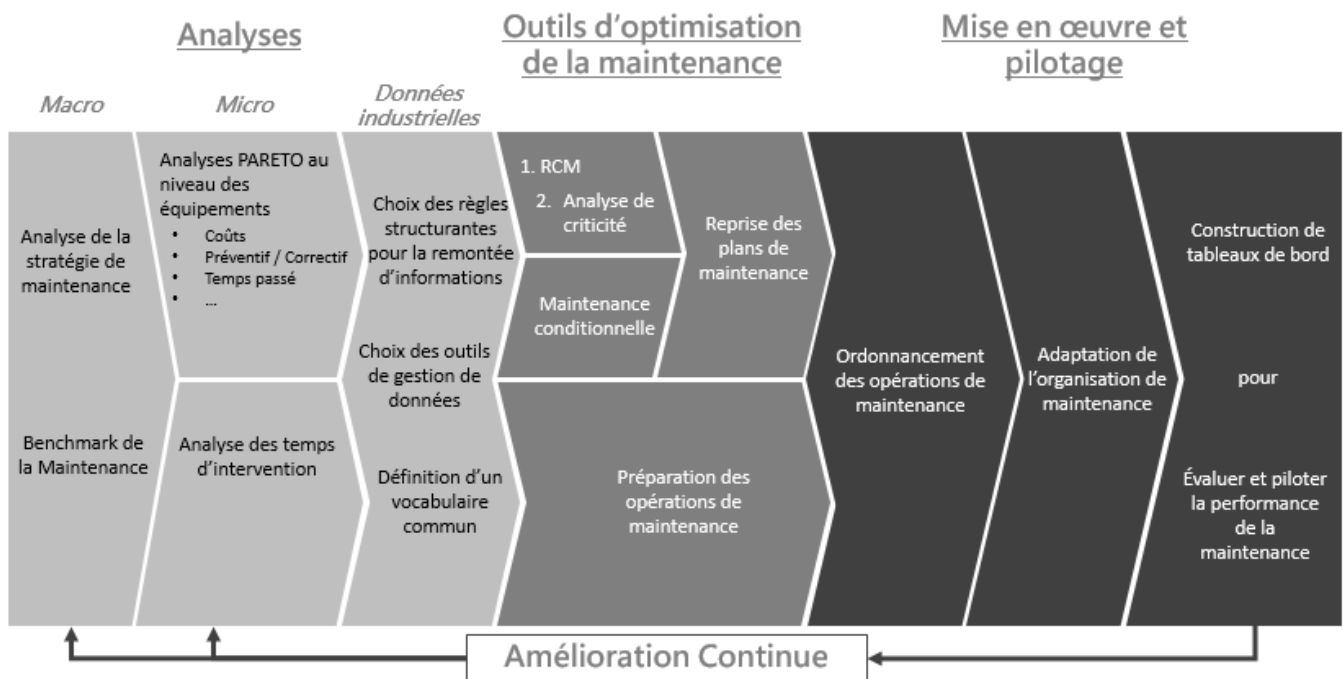 Analyses
Outils d'optimisation
de la maintenance
Mise en œuvre et
pilotage
Macro
Micro
Données
industrielles
Analyse de la
stratégie de
maintenance
Benchmark de
la Maintenance
Analyses PARETO au
niveau des
équipements
• Coûts
• Préventif / Correctif
• Temps passé
• ...
Analyse des temps
d'intervention
Choix des règles
structurantes
pour la remontée
d'informations
Choix des outils
de gestion de
données
Définition d'un
vocabulaire
commun
1. RCM
2. Analyse de
criticité
Maintenance
conditionnelle
Reprise des
plans de
maintenance
Préparation des
opérations de
maintenance
Ordonnancement
des opérations de
maintenance
Adaptation de
l'organisation de
maintenance
Construction de
tableaux de bord
pour
Évaluer et piloter
la performance
de la
maintenance
Amélioration Continue